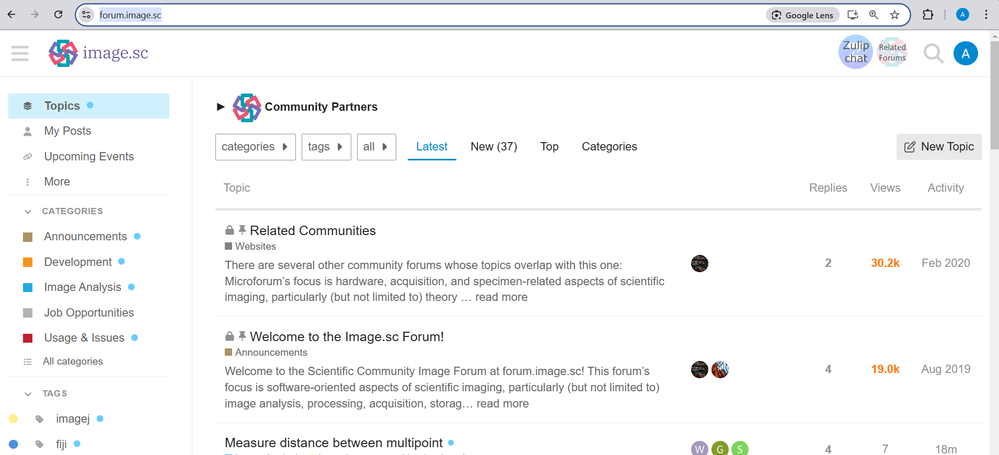 forum.image.sc
Google Lens
A
image.sc
Zulip
chat
Related
Forums
A
Topics
My Posts
Upcoming Events
More
CATEGORIES
Announcements
Development
Image Analysis
Job Opportunities
Usage & Issues
All categories
TAGS
imagej
fiji
Community Partners
categories
tags
all
Latest
New (37)
Top
Categories
New Topic
Topic
Replies
Views
Activity
Related Communities
Websites
There are several other community forums whose topics overlap with this one:
Microforum’s focus is hardware, acquisition, and specimen-related aspects of scientific
imaging, particularly (but not limited to) theory … read more
2
30.2k
Feb 2020
Welcome to the Image.sc Forum!
Announcements
Welcome to the Scientific Community Image Forum at forum.image.sc! This forum’s
focus is software-oriented aspects of scientific imaging, particularly (but not limited to)
image analysis, processing, acquisition, storag… read more
4
19.0k
Aug 2019
Measure distance between multipoint
W
G
S
4
7
18m